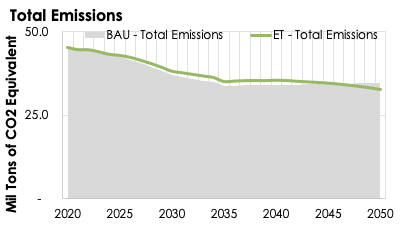 Total Emissions
Mil Tons of CO2 Equivalent
50.0
25.0
-
BAU - Total Emissions
ET - Total Emissions
2020 2025 2030 2035 2040 2045 2050